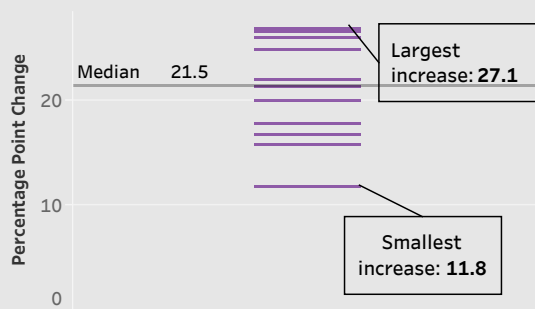 Percentage Point Change
20
10
0
Median 21.5
Largest
increase: 27.1
Smallest
increase: 11.8